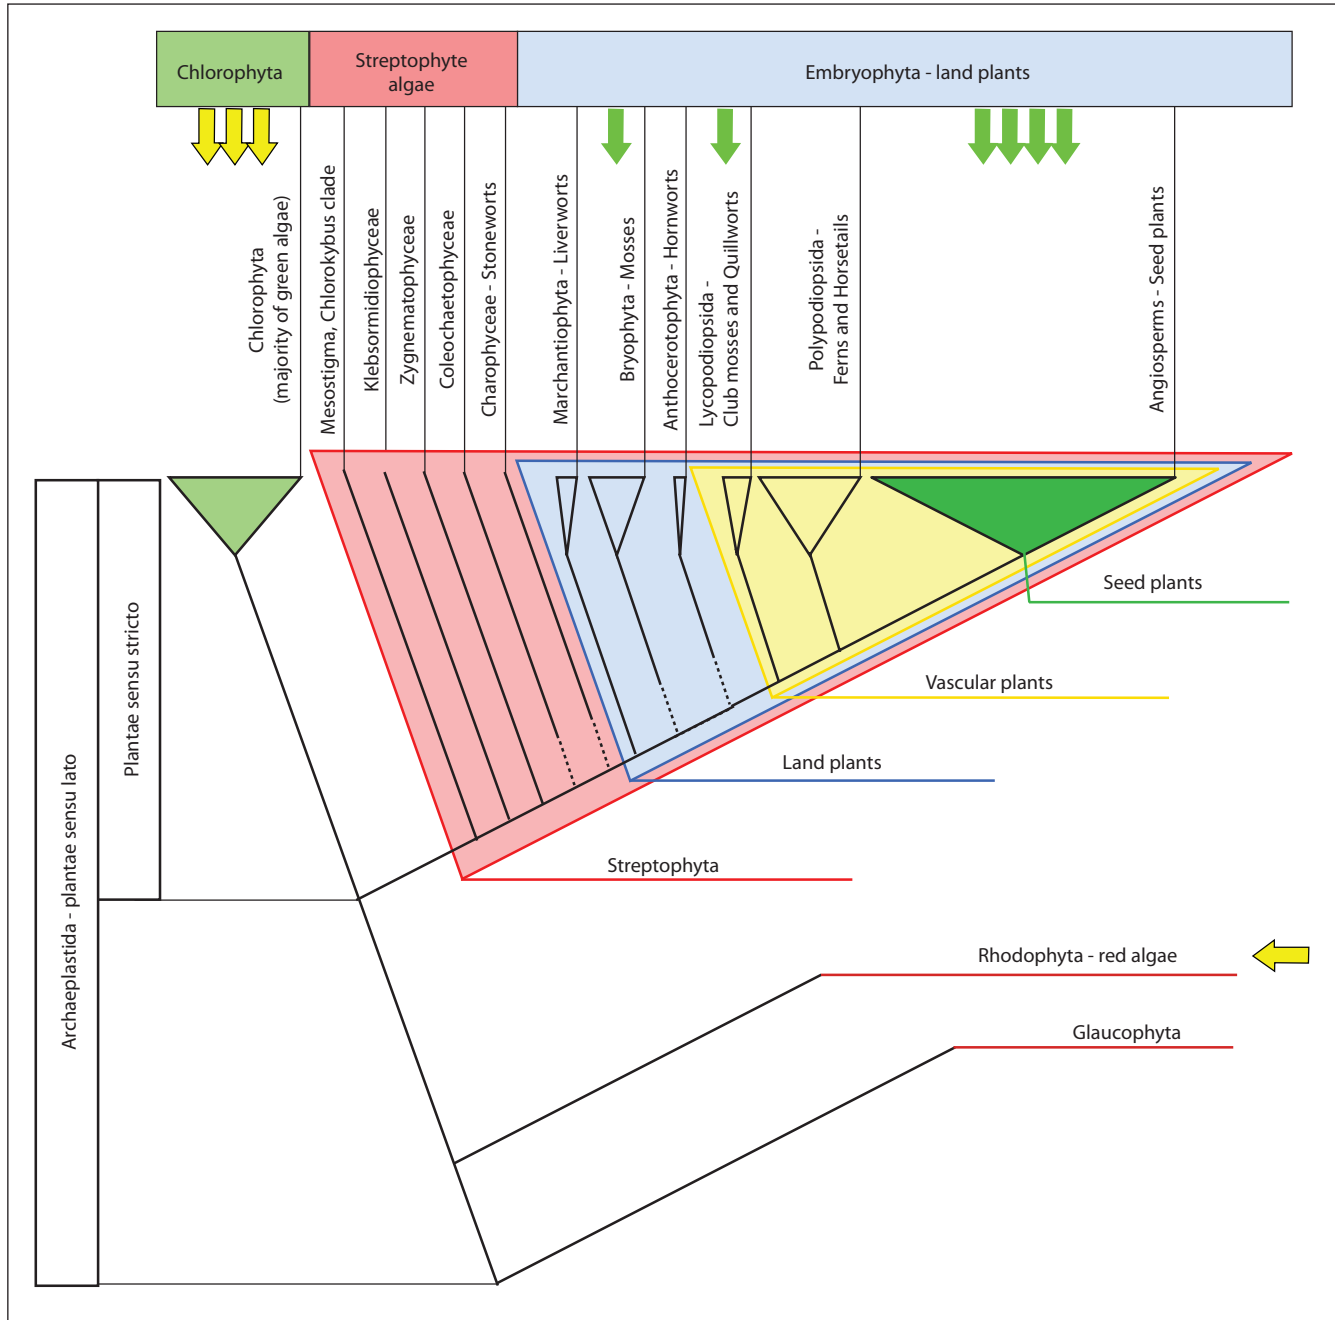 Chlorophyta
Streptophyte
algae
Embryophyta - land plants
Chlorophyta
(majority of green algae)
Mesostigma, Chlorokybus clade
Klebsormidiophyceae
Zygnematophyceae
Coleochaetophyceae
Charophyceae - Stoneworts
Marchantiophyta - Liverworts
Bryophyta - Mosses
Anthocerotophyta - Hornworts
Lycopodiopsida -
Club mosses and Quillworts
Polypodiopsida -
Ferns and Horsetails
Angiosperms - Seed plants
Archaeplastida - plantae sensu lato
Plantae sensu stricto
Seed plants
Vascular plants
Land plants
Streptophyta
Rhodophyta - red algae
Glaucophyta